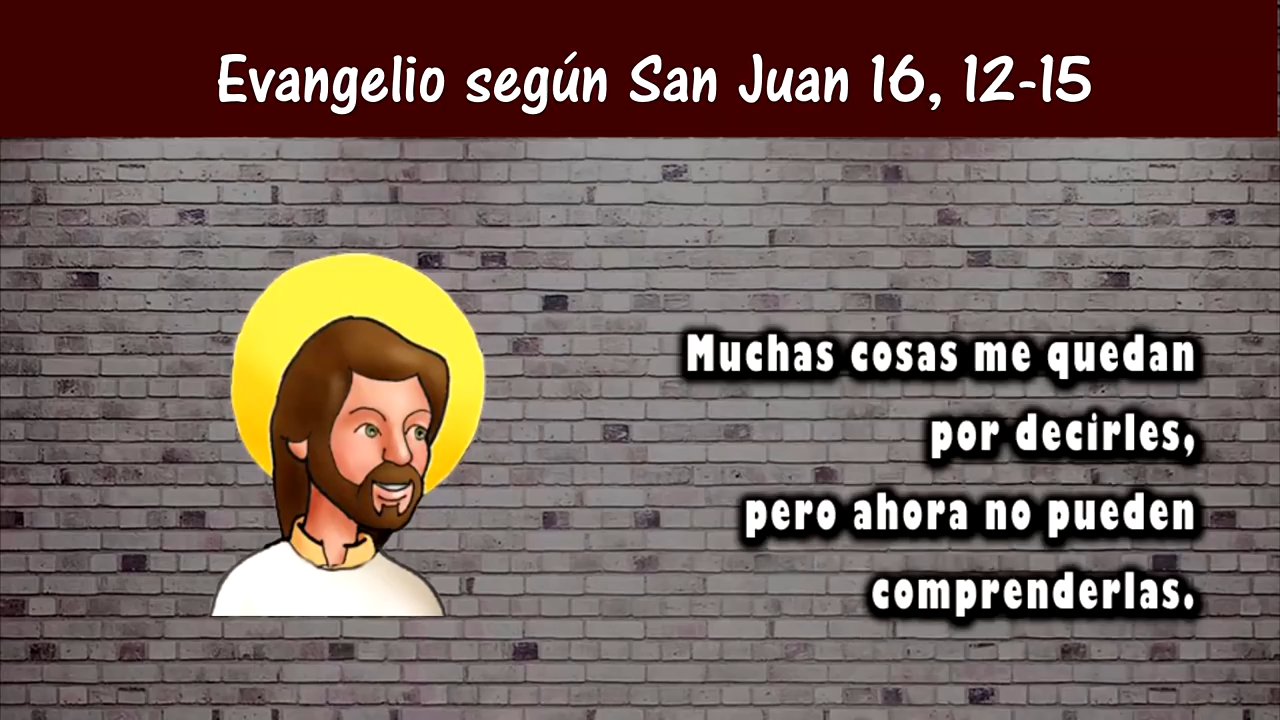 Evangelio según San Juan 16, 12-15
Muchas cosas me quedan
por decirles,
pero ahora no pueden
comprenderlas.